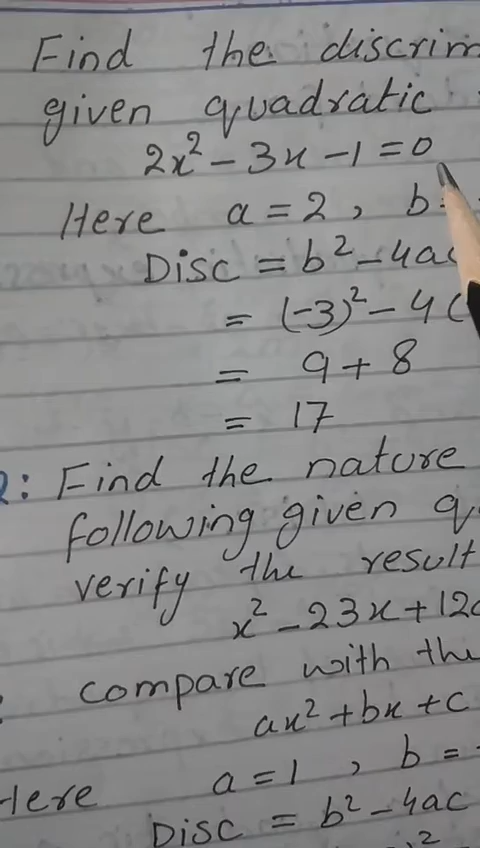 Find the discrim
given quadratic
2x² - 3x - 1 = 0
Here a = 2, b
Disc = b² - 4ac
= (-3)² - 4(
= 9 + 8
= 17
: Find the nature
following given q
verify the result
x² - 23x + 12
compare with the
ax² + bx + c
Here a = 1, b =
Disc = b² - 4ac